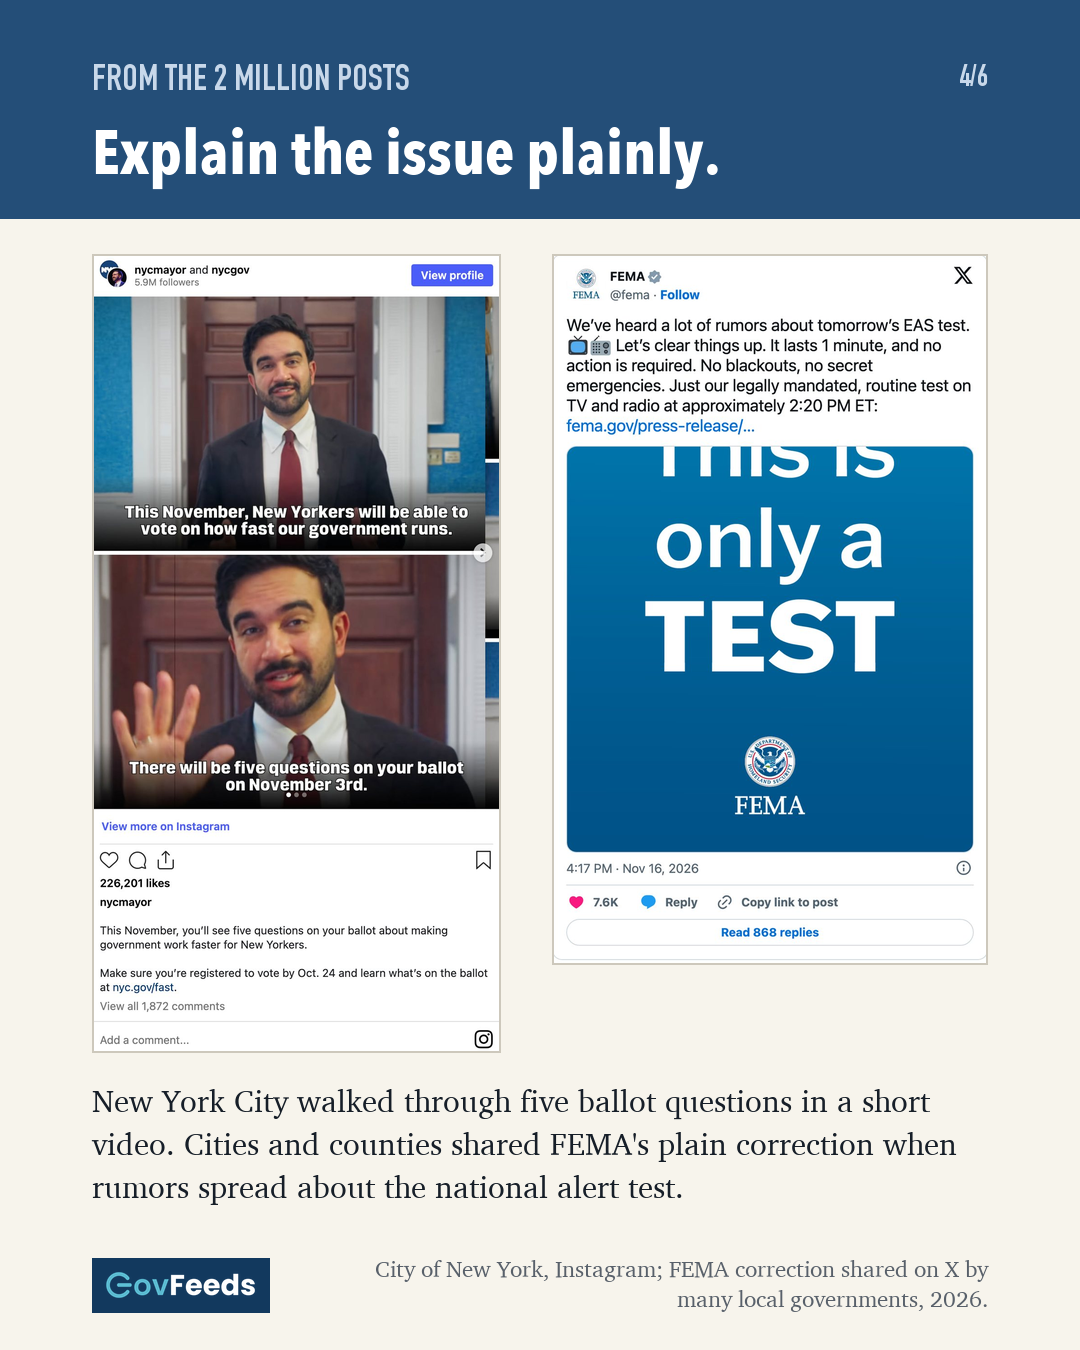 FROM THE 2 MILLION POSTS
4/6
Explain the issue plainly.
nycmayor and nycgov
5.9M followers
View profile
This November, New Yorkers will be able to
vote on how fast our government runs.
There will be five questions on your ballot
on November 3rd.
View more on Instagram
226,201 likes
nycmayor
This November, you'll see five questions on your ballot about making
government work faster for New Yorkers.
Make sure you're registered to vote by Oct. 24 and learn what's on the ballot
at nyc.gov/fast.
View all 1,872 comments
Add a comment...
FEMA
FEMA
@fema · Follow
We've heard a lot of rumors about tomorrow's EAS test.
📺📻 Let's clear things up. It lasts 1 minute, and no
action is required. No blackouts, no secret
emergencies. Just our legally mandated, routine test on
TV and radio at approximately 2:20 PM ET:
fema.gov/press-release/...
This is
only a
TEST
FEMA
4:17 PM · Nov 16, 2026
7.6K
Reply
Copy link to post
Read 868 replies
New York City walked through five ballot questions in a short
video. Cities and counties shared FEMA's plain correction when
rumors spread about the national alert test.
GovFeeds
City of New York, Instagram; FEMA correction shared on X by
many local governments, 2026.